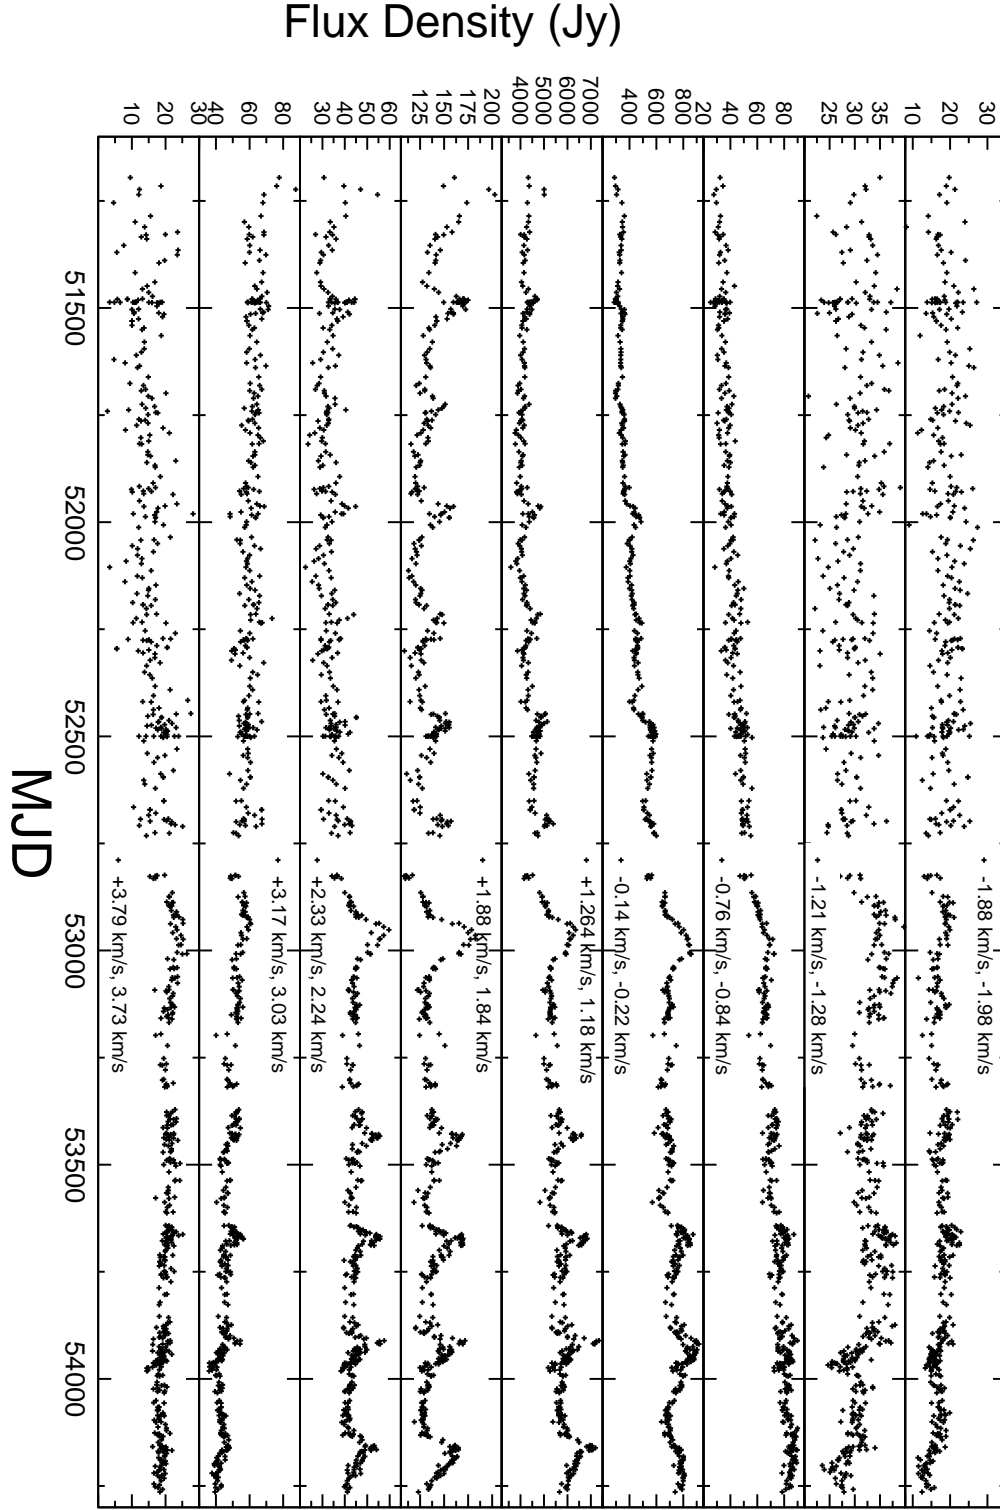 Flux Density (Jy)
30
20
10
-1.88 km/s, -1.98 km/s
35
30
25
-1.21 km/s, -1.28 km/s
80
60
40
20
-0.76 km/s, -0.84 km/s
800
600
400
-0.14 km/s, -0.22 km/s
7000
6000
5000
4000
+1.264 km/s, 1.18 km/s
200
175
150
125
+1.88 km/s, 1.84 km/s
60
50
40
30
+2.33 km/s, 2.24 km/s
80
60
40
+3.17 km/s, 3.03 km/s
30
20
10
+3.79 km/s, 3.73 km/s
51500 52000 52500 53000 53500 54000
MJD